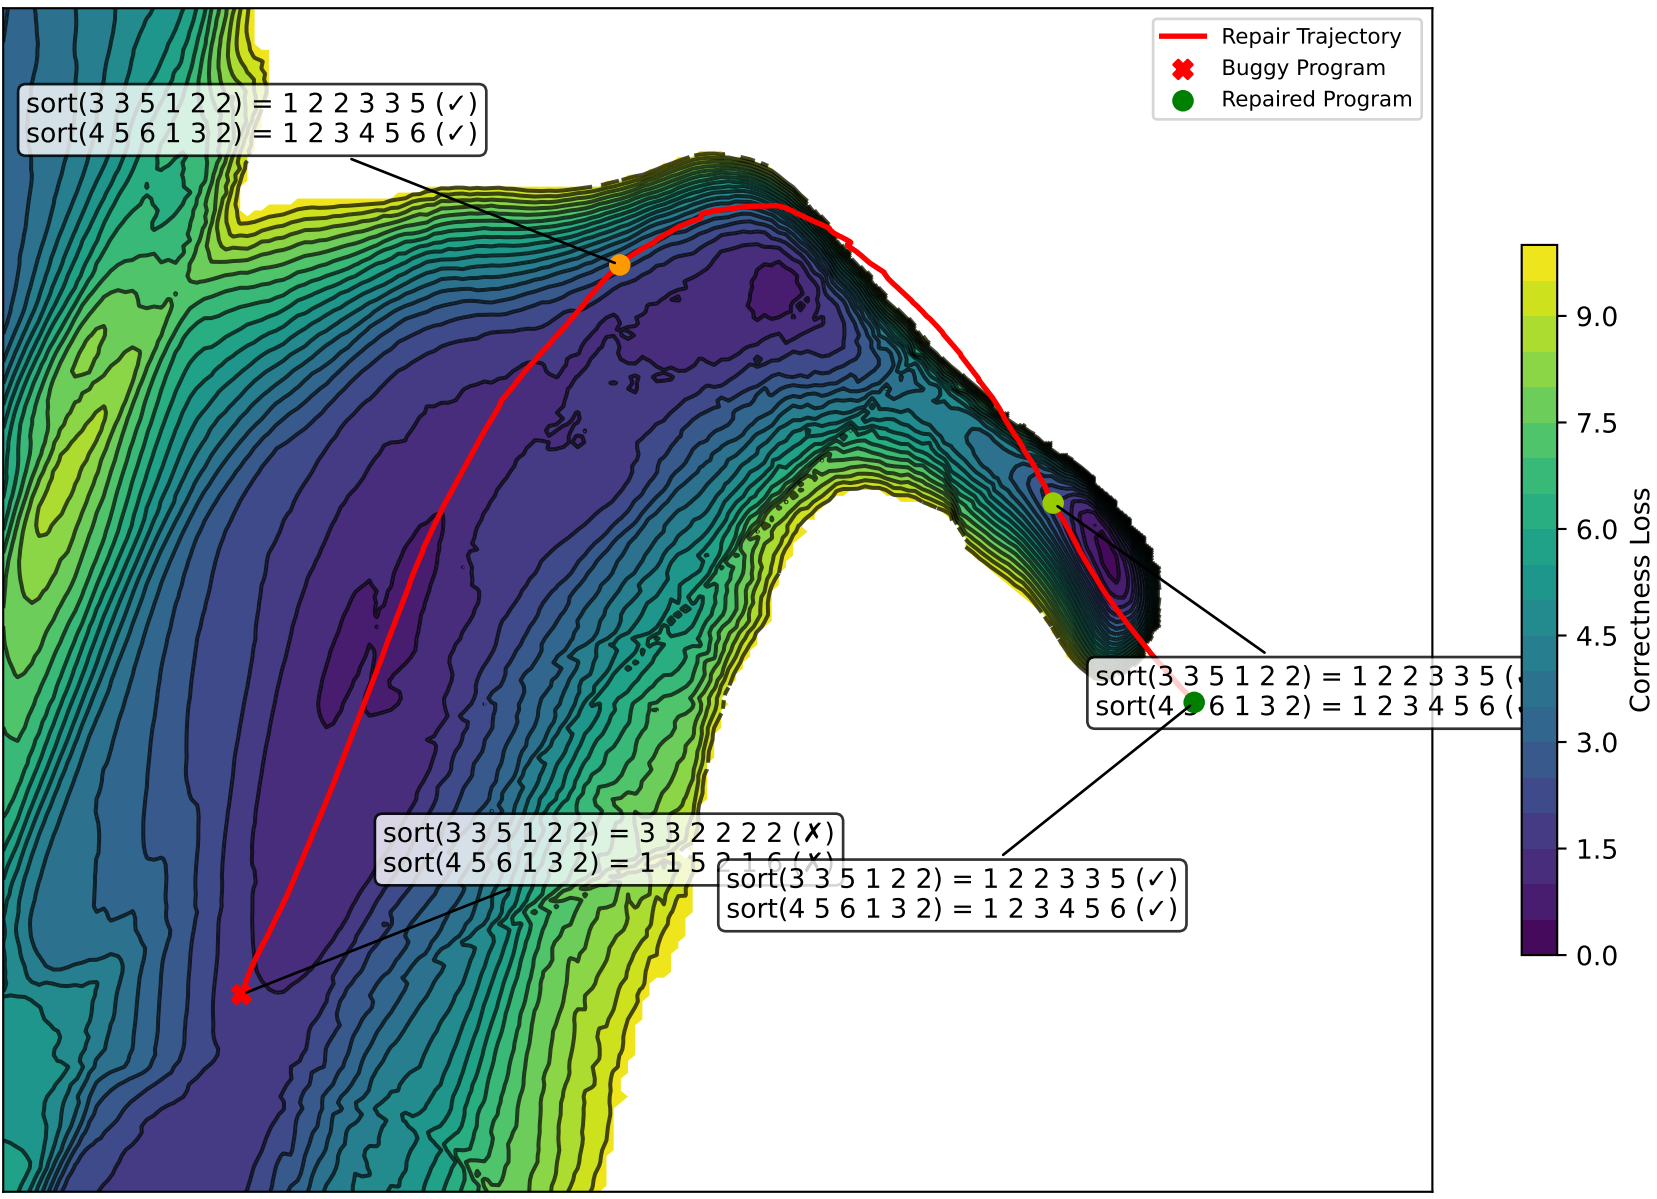 Repair Trajectory
Buggy Program
Repaired Program
sort(3 3 5 1 2 2) = 1 2 2 3 3 5 (✓)
sort(4 5 6 1 3 2) = 1 2 3 4 5 6 (✓)
sort(3 3 5 1 2 2) = 1 2 2 3 3 5 (
sort(4 6 1 3 2) = 1 2 3 4 5 6 (
sort(3 3 5 1 2 2) = 3 3 2 2 2 2 (✗)
sort(4 5 6 1 3 2) = 1 1 5 2 1 6 (✗)
sort(3 3 5 1 2 2) = 1 2 2 3 3 5 (✓)
sort(4 5 6 1 3 2) = 1 2 3 4 5 6 (✓)
9.0
7.5
6.0
4.5
3.0
1.5
0.0
Correctness Loss